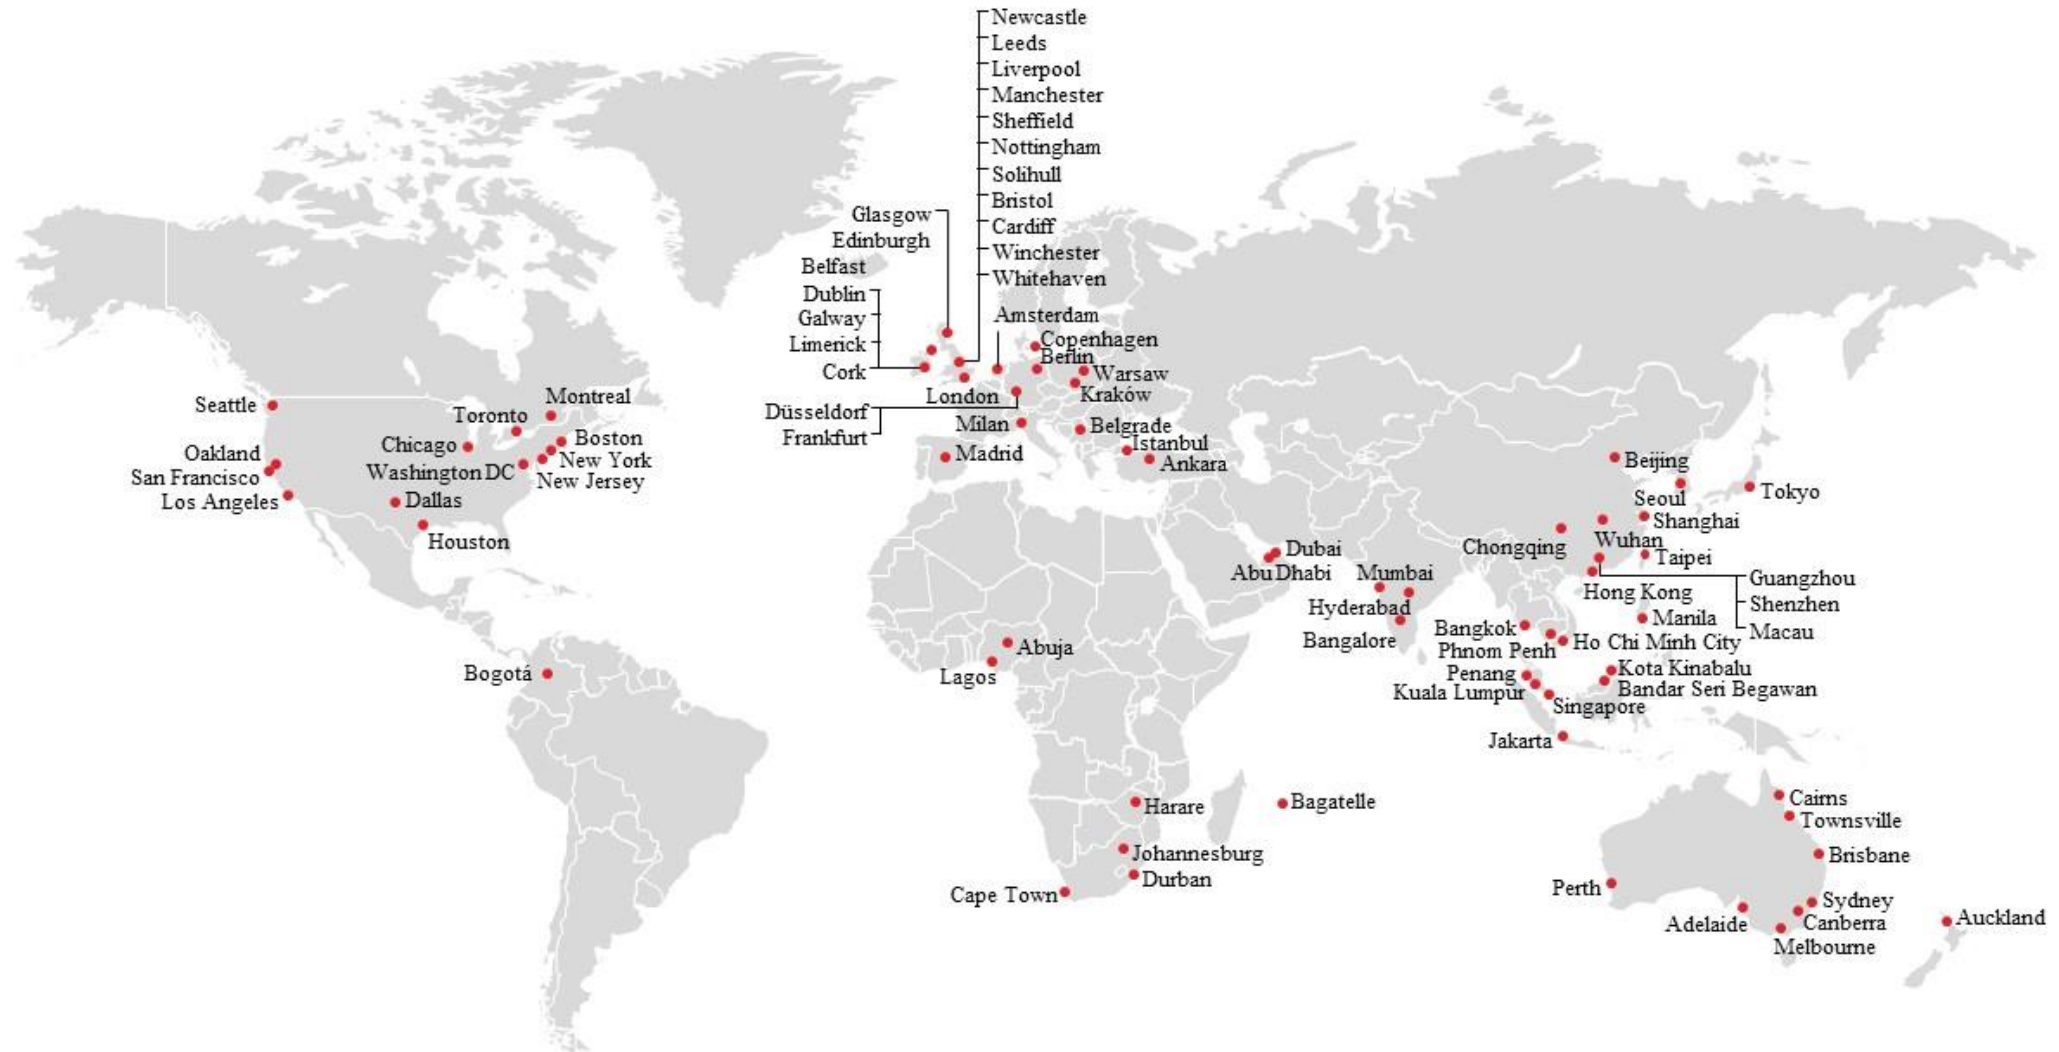 Newcastle
Leeds
Liverpool
Manchester
Sheffield
Nottingham
Solihull
Bristol
Cardiff
Winchester
Whitehaven
Glasgow
Edinburgh
Belfast
Dublin
Galway
Limerick
Cork
Amsterdam
Copenhagen
Berlin
Warsaw
Kraków
London
Düsseldorf
Frankfurt
Milan
Belgrade
Istanbul
Ankara
Madrid
Seattle
Montreal
Toronto
Chicago
Boston
Oakland
New York
San Francisco
Washington DC
New Jersey
Los Angeles
Dallas
Houston
Bogotá
Beijing
Seoul
Tokyo
Shanghai
Chongqing
Wuhan
Taipei
Dubai
Abu Dhabi
Mumbai
Hyderabad
Bangalore
Guangzhou
Hong Kong
Shenzhen
Macau
Manila
Bangkok
Phnom Penh
Ho Chi Minh City
Penang
Kota Kinabalu
Kuala Lumpur
Bandar Seri Begawan
Singapore
Jakarta
Abuja
Lagos
Harare
Bagatelle
Johannesburg
Durban
Cape Town
Cairns
Townsville
Brisbane
Perth
Sydney
Adelaide
Canberra
Melbourne
Auckland